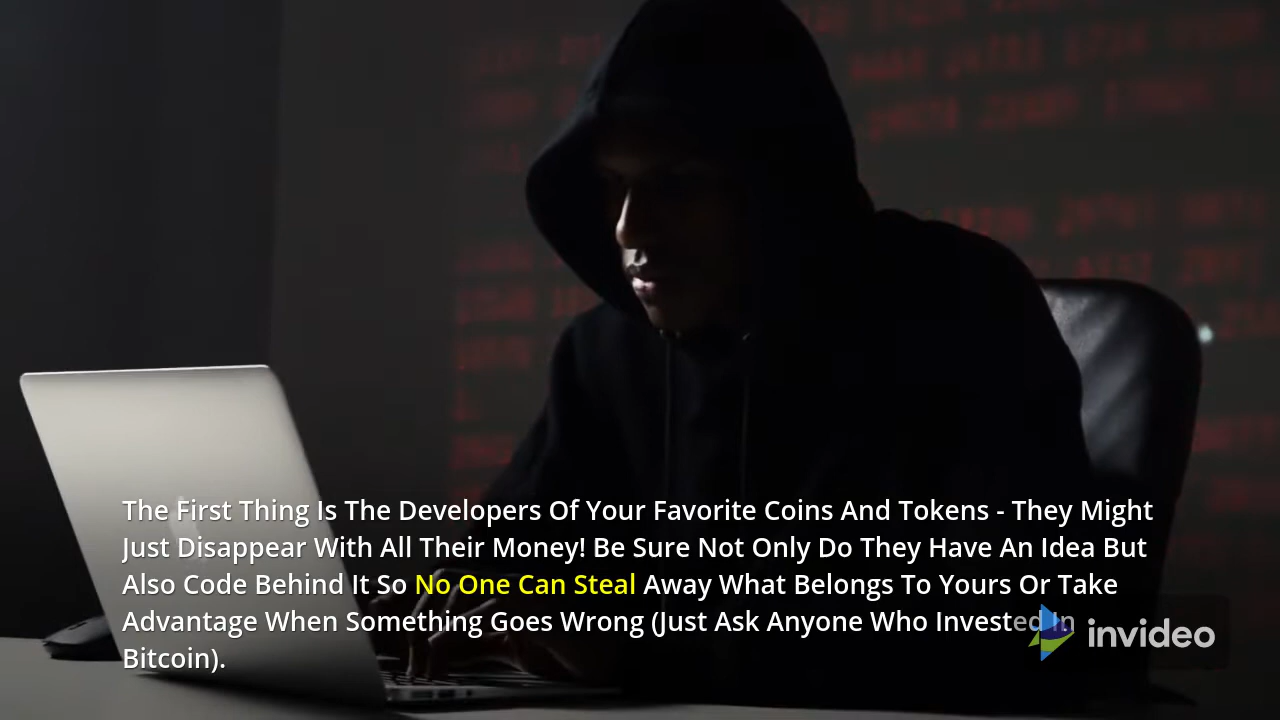 The First Thing Is The Developers Of Your Favorite Coins And Tokens - They Might
Just Disappear With All Their Money! Be Sure Not Only Do They Have An Idea But
Also Code Behind It So No One Can Steal Away What Belongs To Yours Or Take
Advantage When Something Goes Wrong (Just Ask Anyone Who Invested In
Bitcoin).
invideo